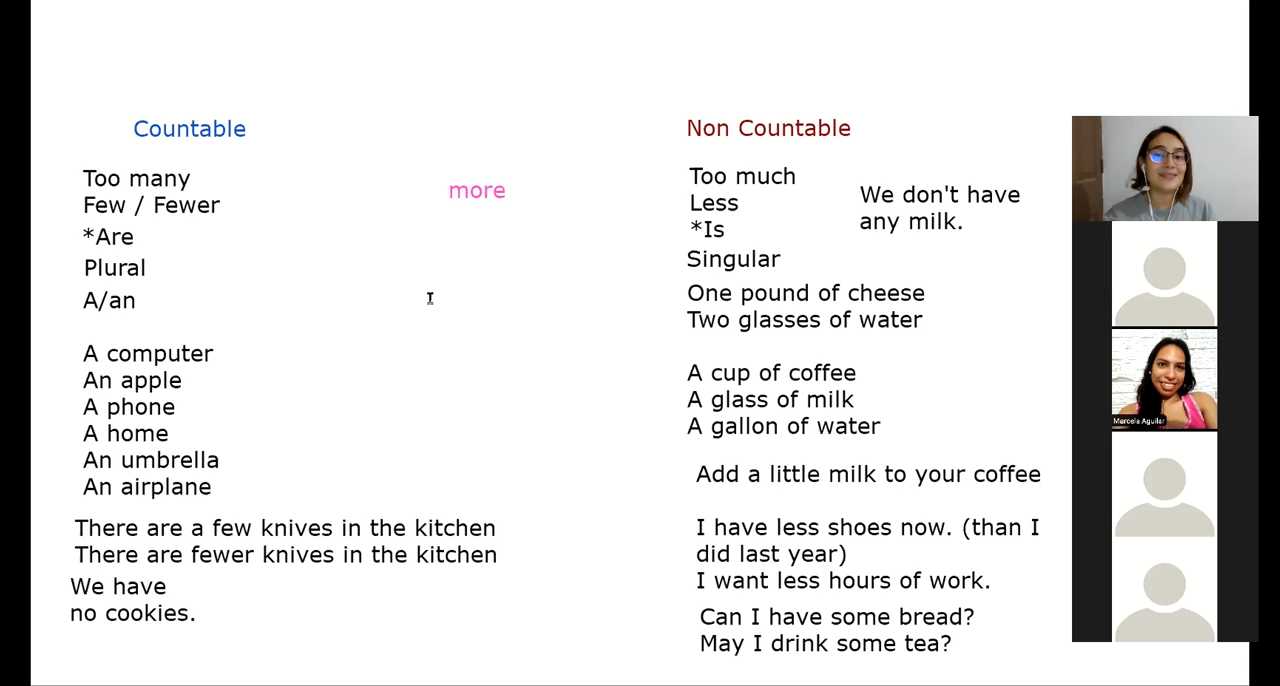 Countable
Too many
Few / Fewer
*Are
Plural
A/an
A computer
An apple
A phone
A home
An umbrella
An airplane
There are a few knives in the kitchen
There are fewer knives in the kitchen
We have
no cookies.
more
Non Countable
Too much
Less
*Is
Singular
We don't have
any milk.
One pound of cheese
Two glasses of water
A cup of coffee
A glass of milk
A gallon of water
Add a little milk to your coffee
I have less shoes now. (than I
did last year)
I want less hours of work.
Can I have some bread?
May I drink some tea?
Marcela Aguilar